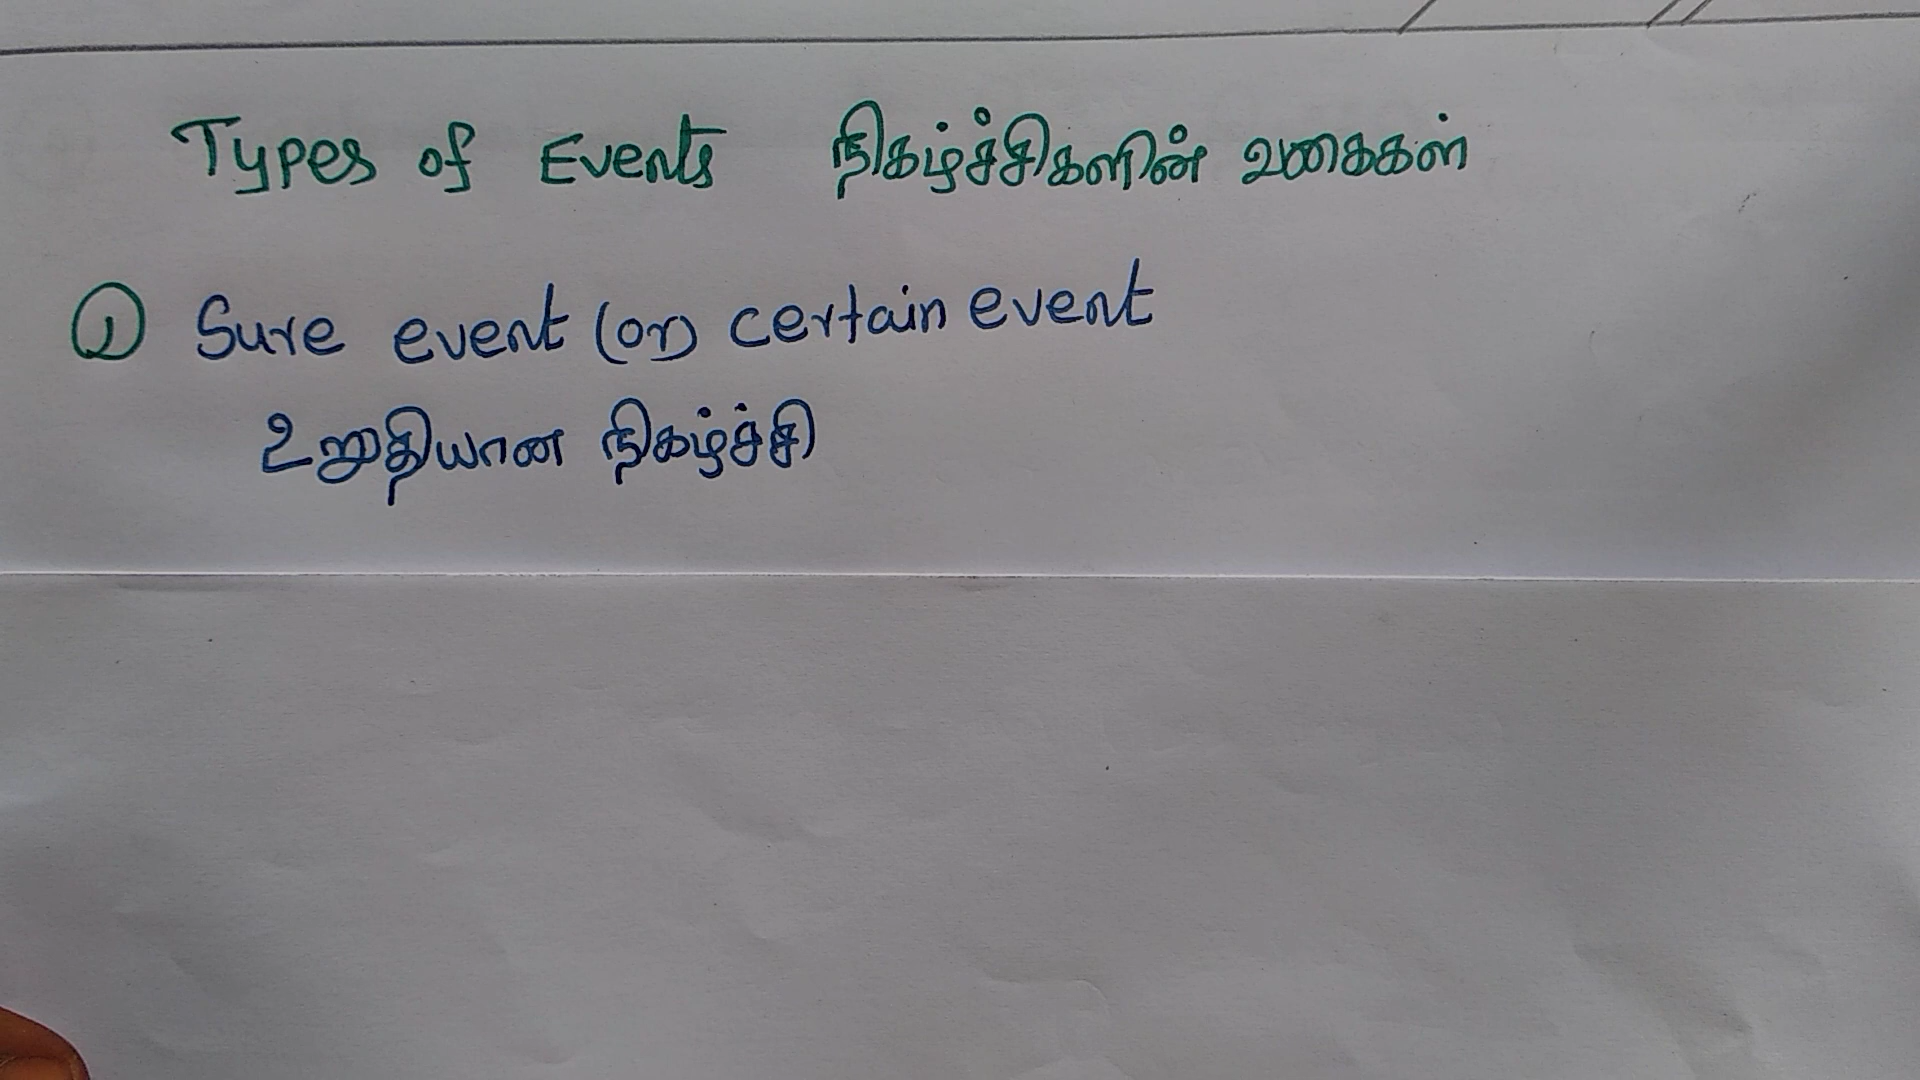 Types of Events நிகழ்ச்சிகளின் வகைகள்
① Sure event (or) certain event
உறுதியான நிகழ்ச்சி